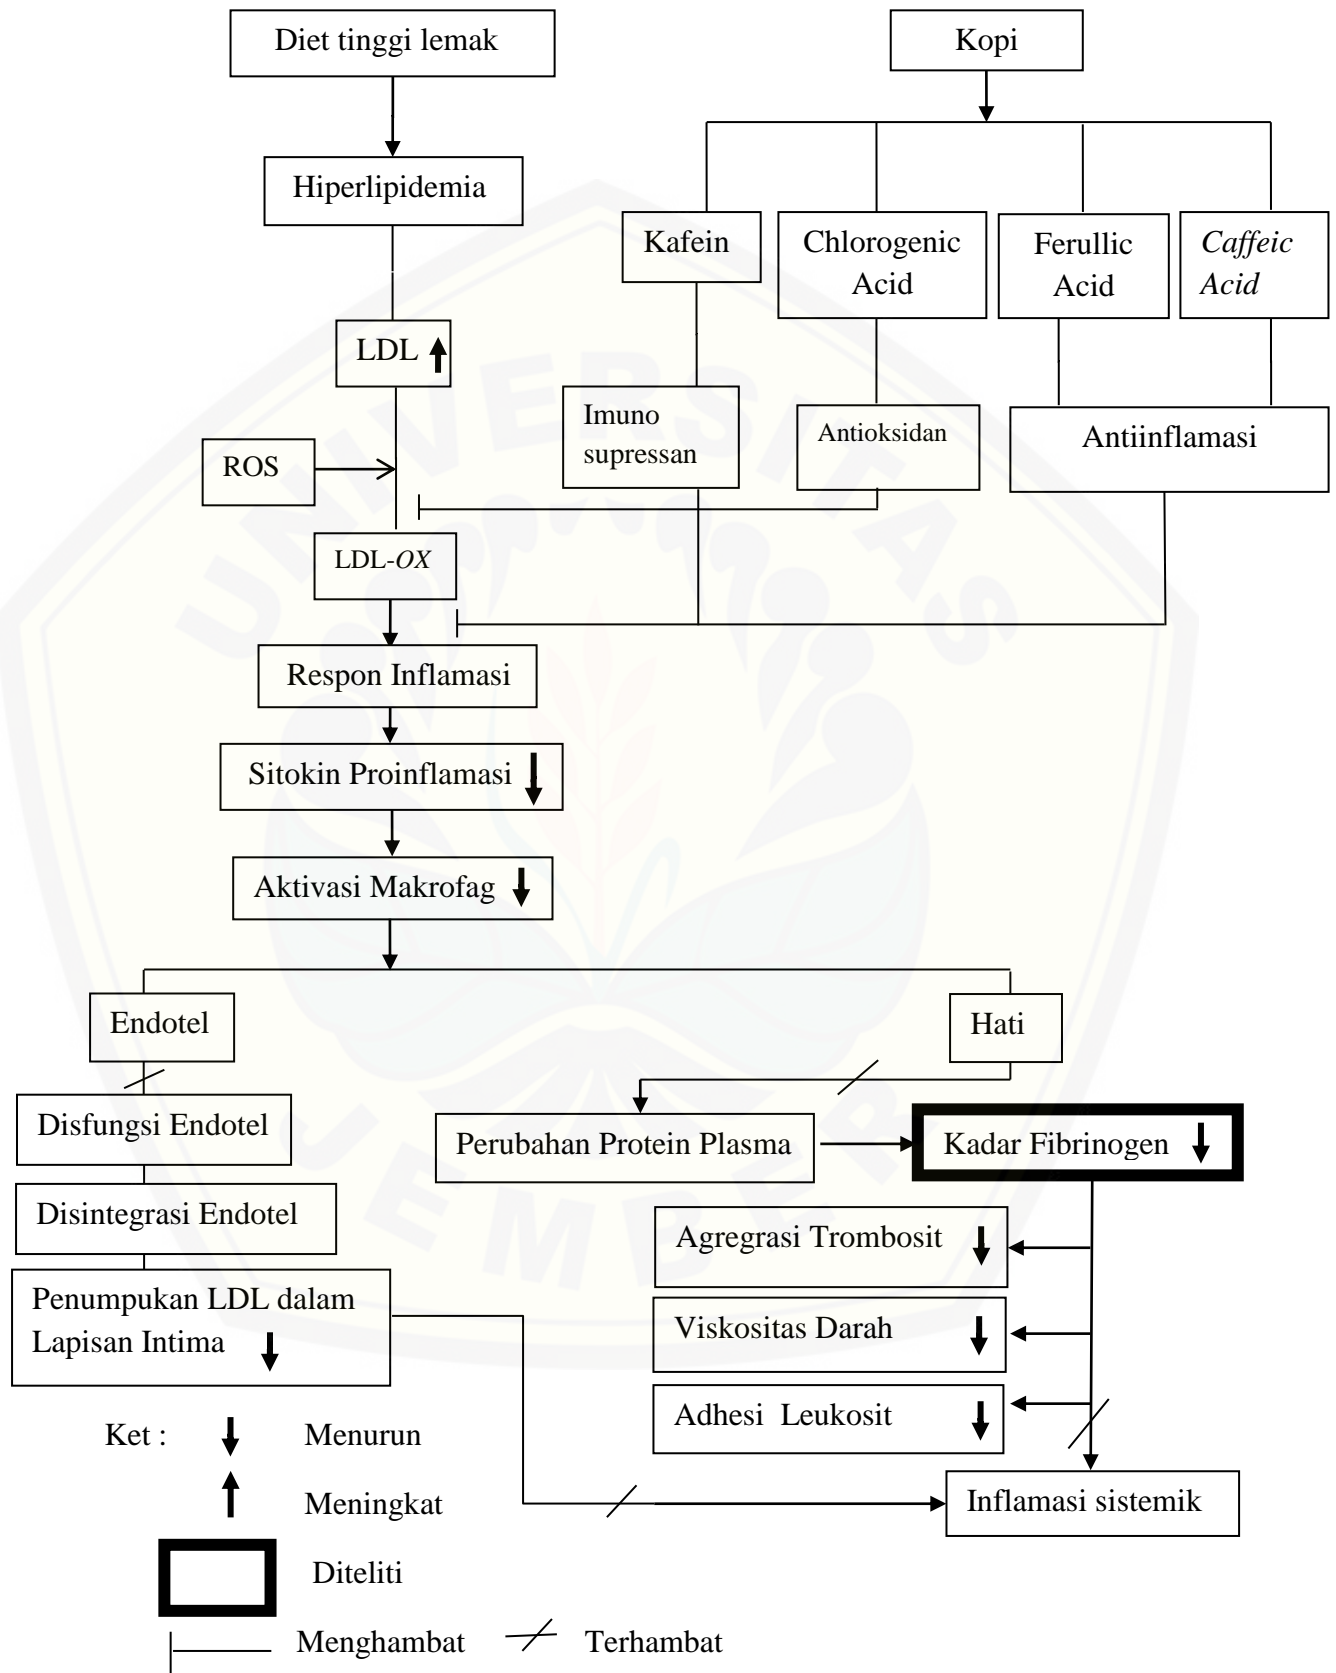 Diet tinggi lemak
Kopi
Hiperlipidemia
Kafein
Chlorogenic
Acid
Ferullic
Acid
Caffeic
Acid
LDL
Imuno
supressan
Antioksidan
Antiinflamasi
ROS
LDL-OX
Respon Inflamasi
Sitokin Proinflamasi
Aktivasi Makrofag
Endotel
Hati
Disfungsi Endotel
Perubahan Protein Plasma
Kadar Fibrinogen
Disintegrasi Endotel
Agregrasi Trombosit
Penumpukan LDL dalam
Lapisan Intima
Viskositas Darah
Adhesi Leukosit
Ket :
Menurun
Meningkat
Inflamasi sistemik
Diteliti
Menghambat
Terhambat
UNIVERSITAS
JEMBER